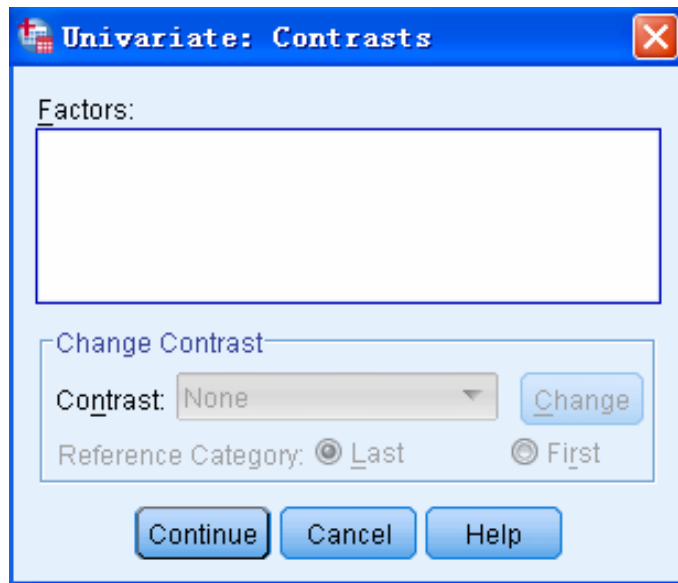 Univariate: Contrasts
Factors:
Change Contrast
Contrast: None Change
Reference Category: Last First
Continue Cancel Help